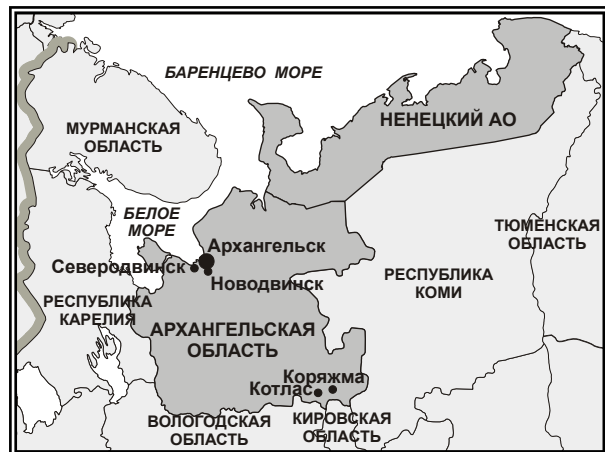 БАРЕНЦЕВО МОРЕ
НЕНЕЦКИЙ АО
МУРМАНСКАЯ
ОБЛАСТЬ
БЕЛОЕ
МОРЕ
ТЮМЕНСКАЯ
ОБЛАСТЬ
Архангельск
Северодвинск
Новодвинск
РЕСПУБЛИКА
КОМИ
РЕСПУБЛИКА
КАРЕЛИЯ
АРХАНГЕЛЬСКАЯ
ОБЛАСТЬ
Коряжма
Котлас
ВОЛОГОДСКАЯ
ОБЛАСТЬ
КИРОВСКАЯ
ОБЛАСТЬ